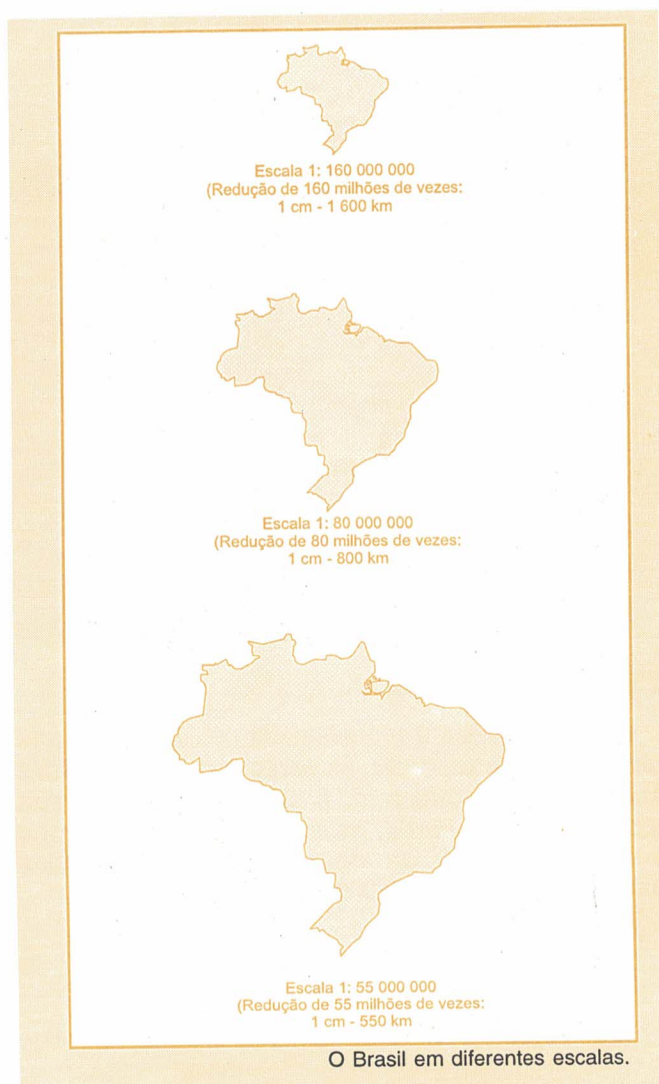 Escala 1: 160 000 000
(Redução de 160 milhões de vezes:
1 cm - 1 600 km
Escala 1: 80 000 000
(Redução de 80 milhões de vezes:
1 cm - 800 km
Escala 1: 55 000 000
(Redução de 55 milhões de vezes:
1 cm - 550 km
O Brasil em diferentes escalas.